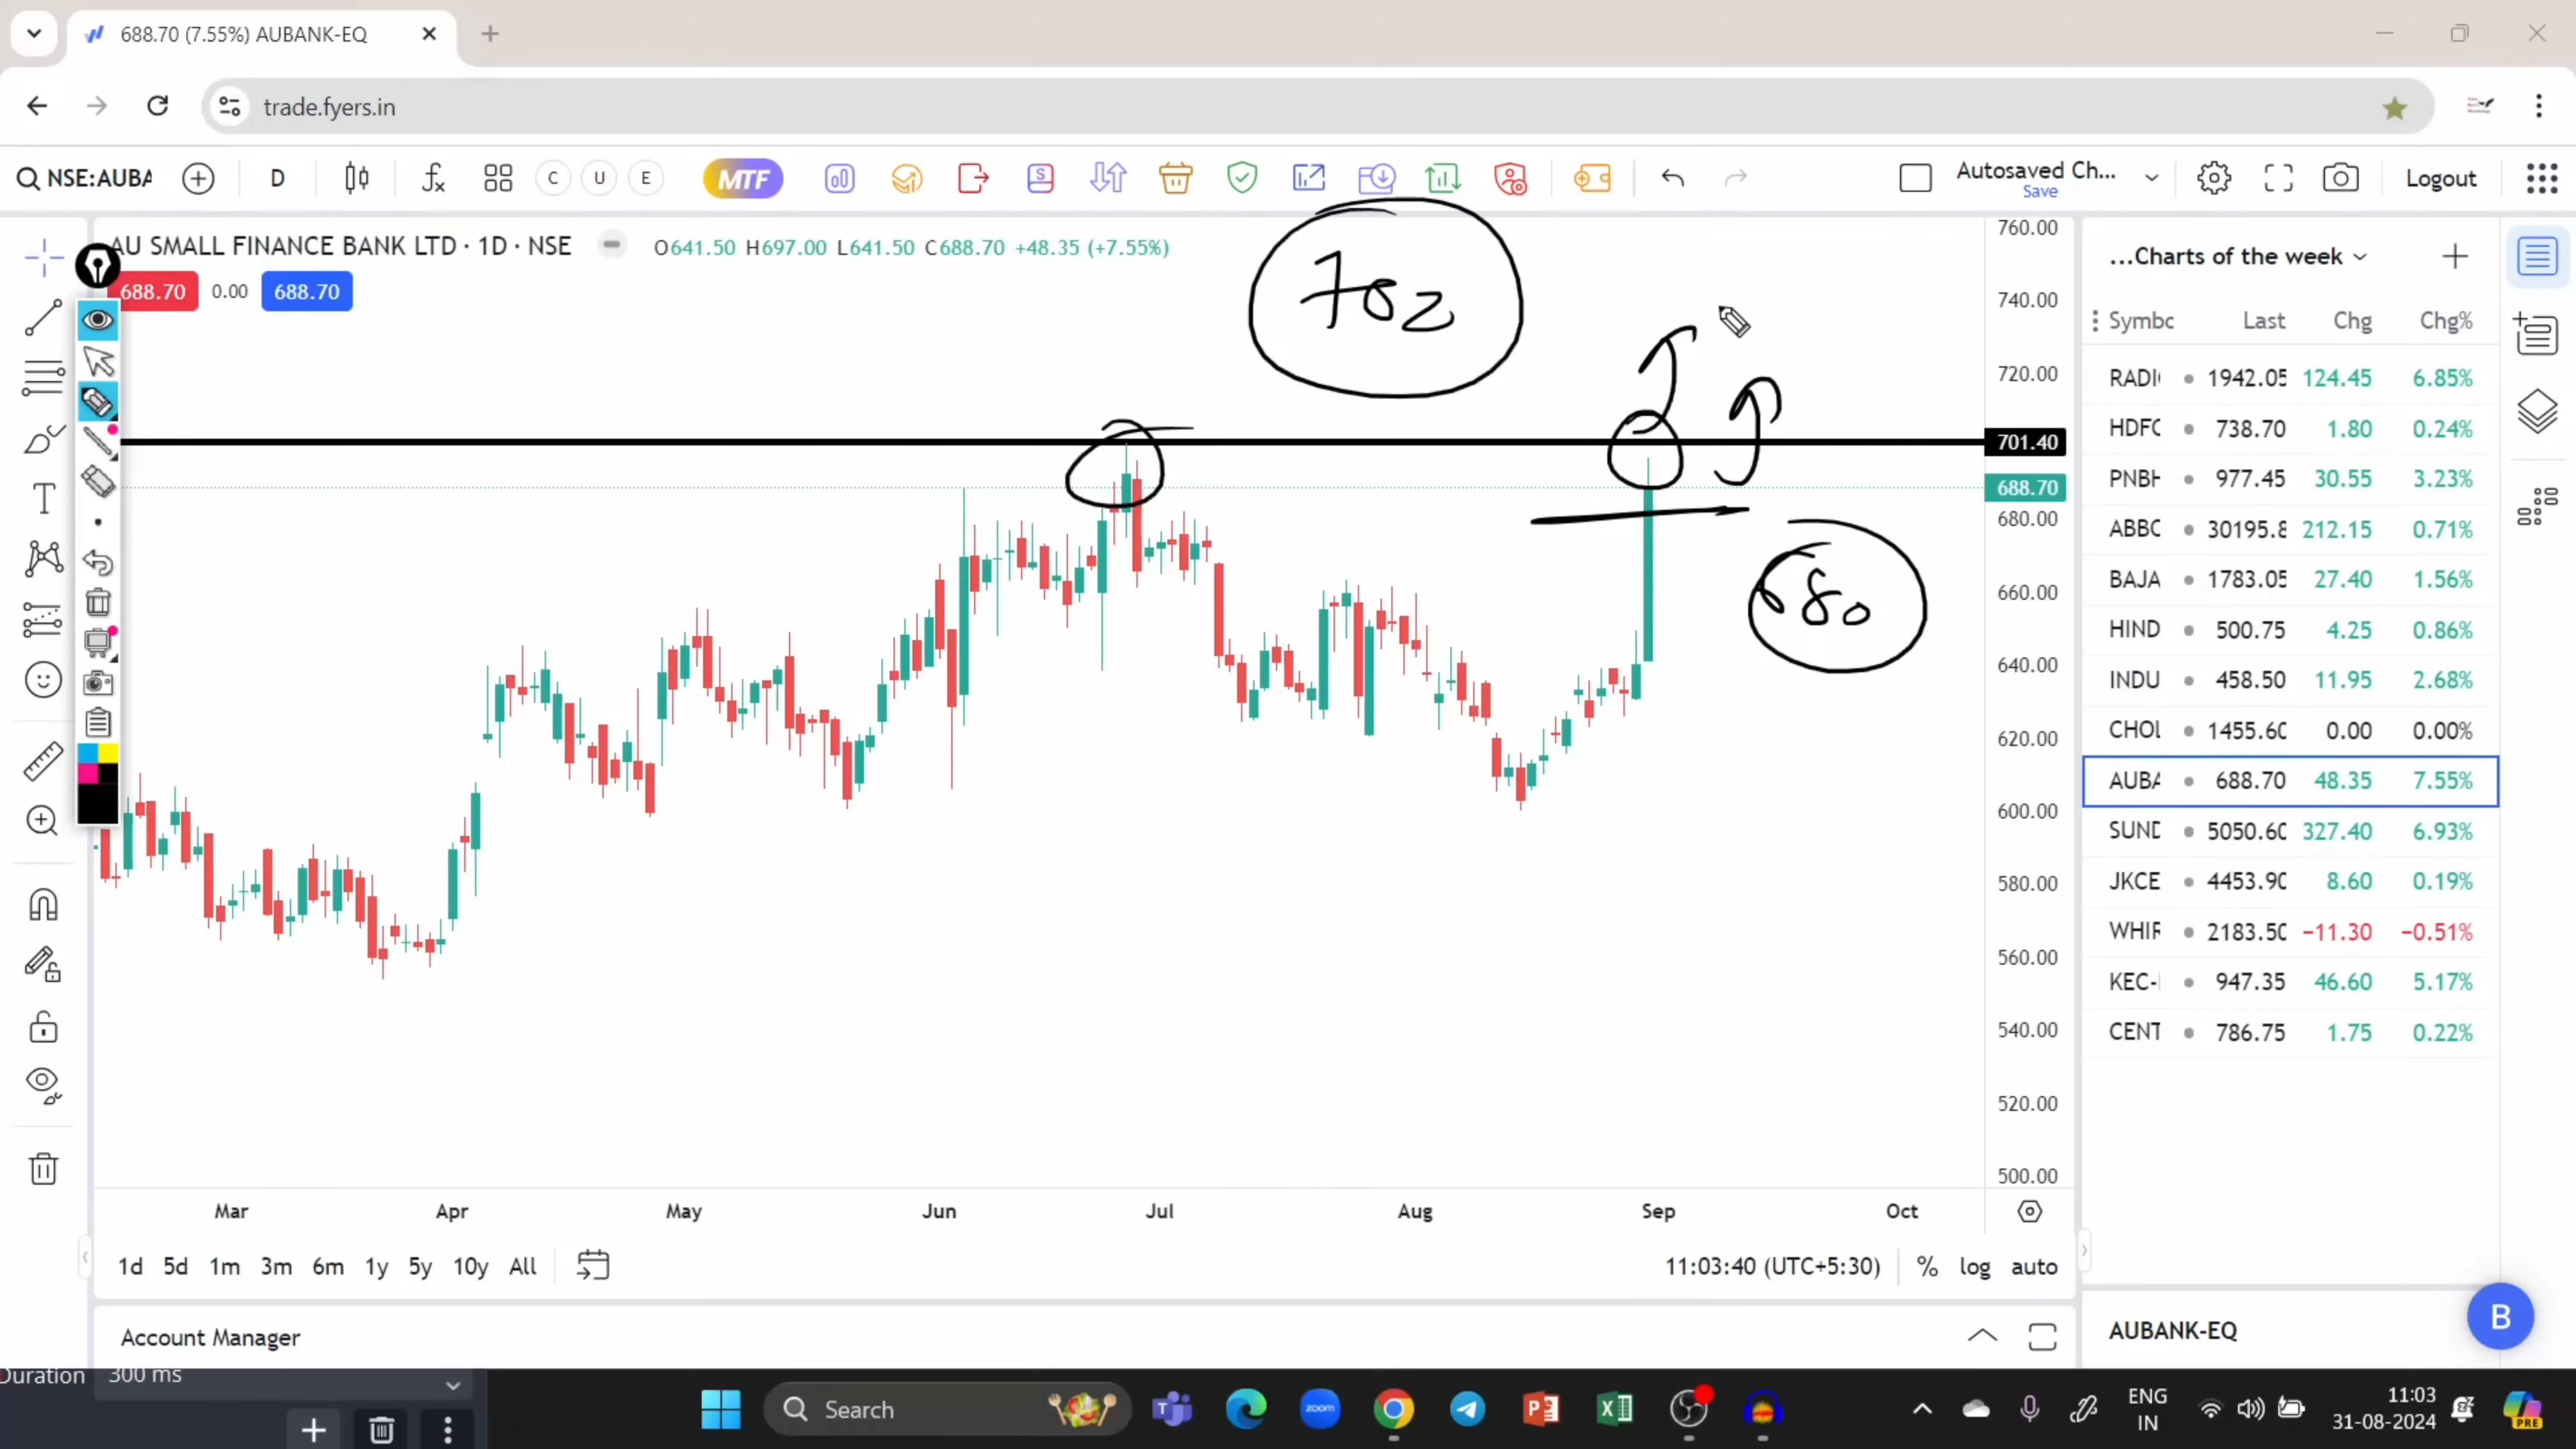 688.70 (7.55%) AUBANK-EQ
trade.fyers.in
NSE:AUBA
D
C
U
E
MTF
Autosaved Ch...
Save
Logout
AU SMALL FINANCE BANK LTD · 1D · NSE
O641.50 H697.00 L641.50 C688.70 +48.35 (+7.55%)
688.70 0.00 688.70
702
680
760.00
740.00
720.00
701.40
688.70
680.00
660.00
640.00
620.00
600.00
580.00
560.00
540.00
520.00
500.00
Mar Apr May Jun Jul Aug Sep Oct
1d 5d 1m 3m 6m 1y 5y 10y All
11:03:40 (UTC+5:30) % log auto
Account Manager
...Charts of the week
Symbc Last Chg Chg%
RADI 1942.05 124.45 6.85%
HDFC 738.70 1.80 0.24%
PNBH 977.45 30.55 3.23%
ABBC 30195.8 212.15 0.71%
BAJA 1783.05 27.40 1.56%
HIND 500.75 4.25 0.86%
INDU 458.50 11.95 2.68%
CHOL 1455.60 0.00 0.00%
AUBA 688.70 48.35 7.55%
SUND 5050.60 327.40 6.93%
JKCE 4453.90 8.60 0.19%
WHIR 2183.50 −11.30 −0.51%
KEC- 947.35 46.60 5.17%
CENT 786.75 1.75 0.22%
AUBANK-EQ
B
Duration 300 ms
Search
zoom
ENG
IN
11:03
31-08-2024
PRE